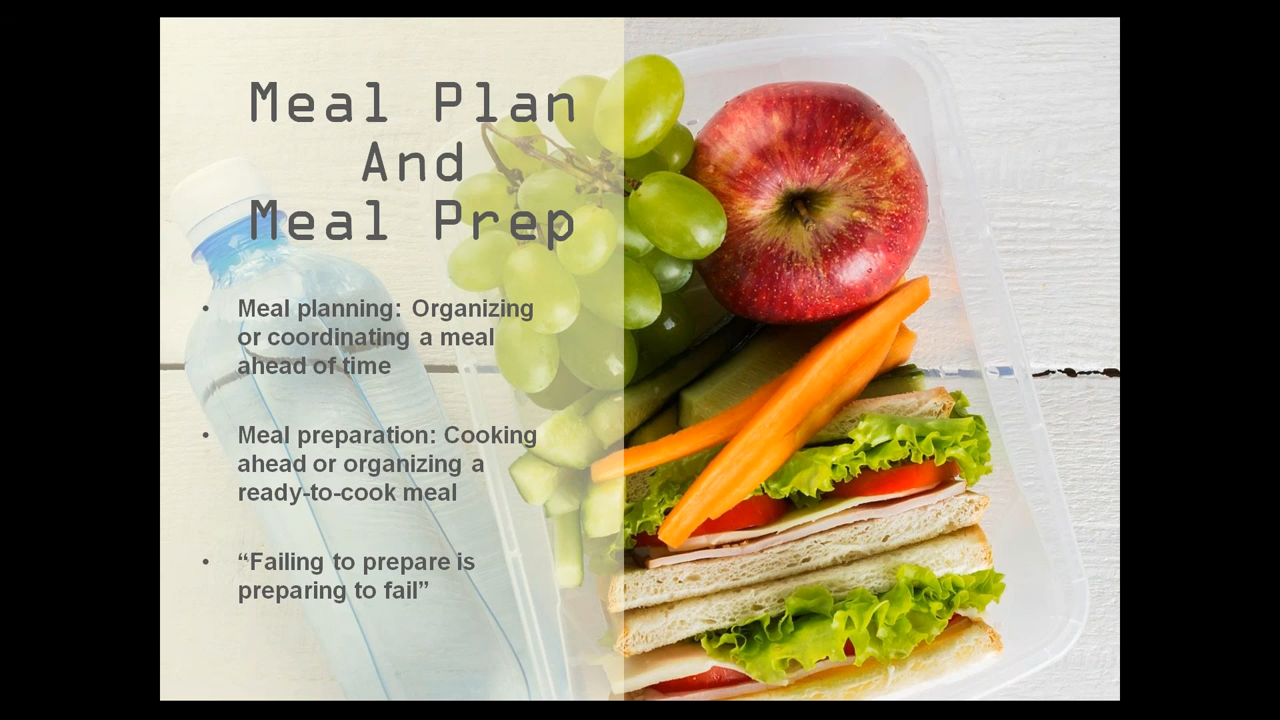 Meal Plan
And
Meal Prep
• Meal planning: Organizing
or coordinating a meal
ahead of time
• Meal preparation: Cooking
ahead or organizing a
ready-to-cook meal
• “Failing to prepare is
preparing to fail”